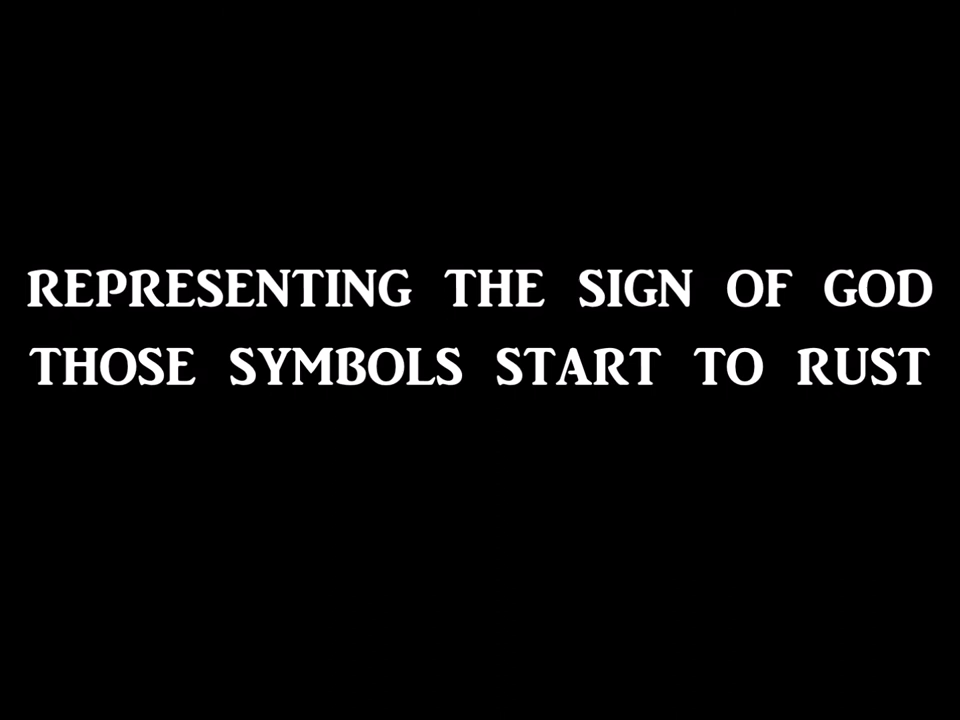 REPRESENTING THE SIGN OF GOD
THOSE SYMBOLS START TO RUST